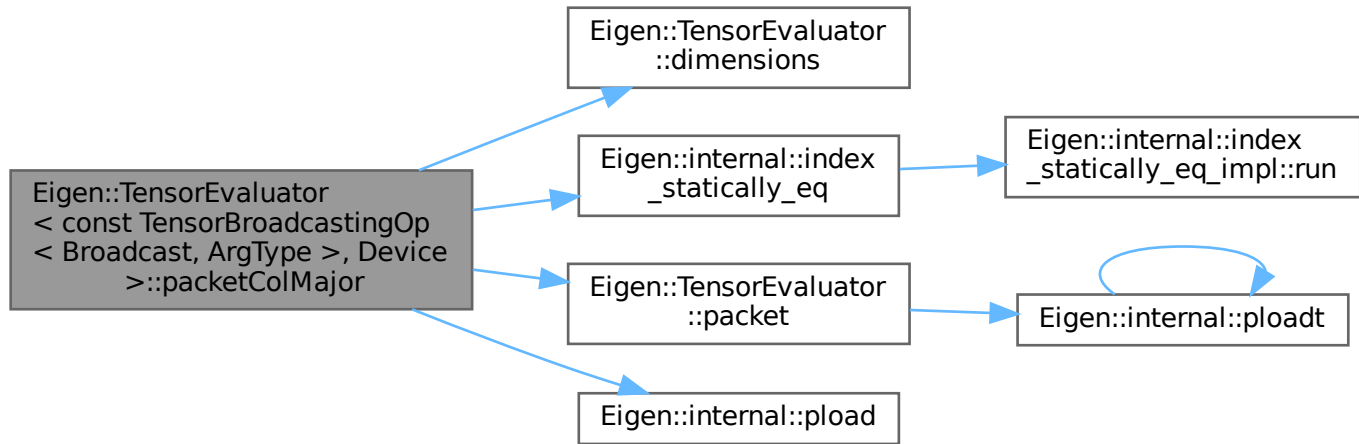 Eigen::TensorEvaluator
< const TensorBroadcastingOp
< Broadcast, ArgType >, Device
>::packetColMajor
Eigen::TensorEvaluator
::dimensions
Eigen::internal::index
_statically_eq
Eigen::internal::index
_statically_eq_impl::run
Eigen::TensorEvaluator
::packet
Eigen::internal::ploadt
Eigen::internal::pload